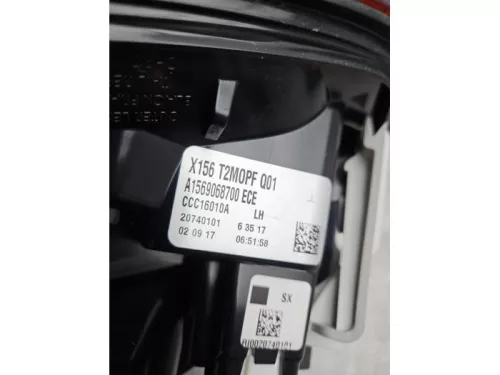 X156 T2MOPF Q01
A1569068700 ECE
CCC16010A LH
20740101 6 35 17
02 09 17 06:51:58
SX